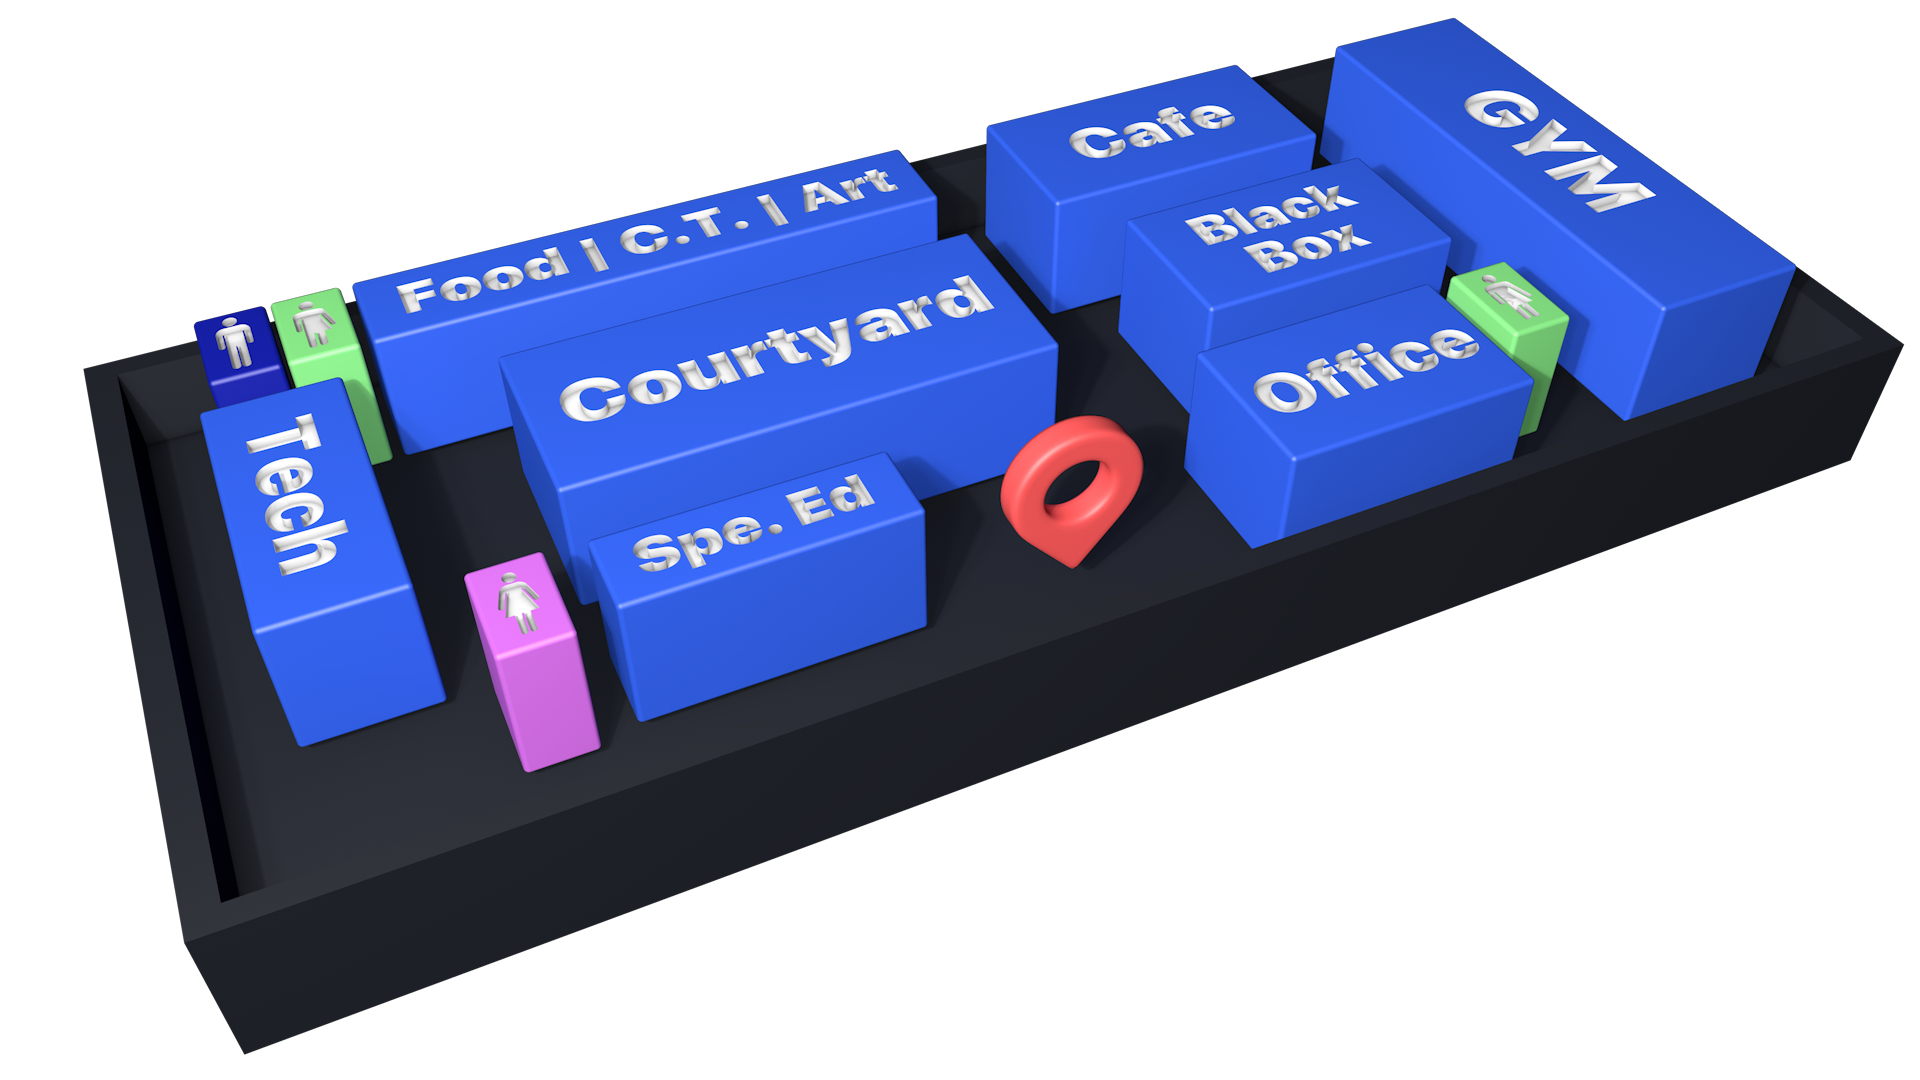 GYM
Cafe
Black
Box
Food | C.T. | Art
Courtyard
Office
Tech
Spe. Ed